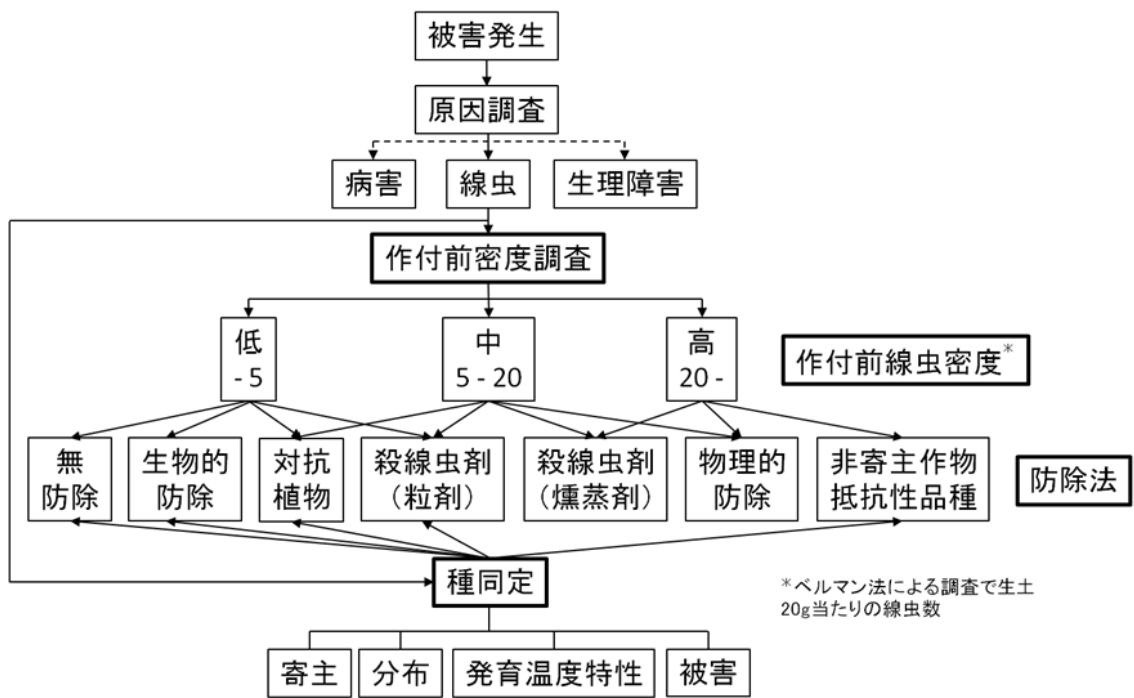 被害発生
原因調査
病害
線虫
生理障害
作付前密度調査
低
- 5
中
5 - 20
高
20 -
作付前線虫密度*
無
防除
生物的
防除
対抗
植物
殺線虫剤
（粒剤）
殺線虫剤
（燻蒸剤）
物理的
防除
非寄主作物
抵抗性品種
防除法
種同定
*ベルマン法による調査で生土
20g当たりの線虫数
寄主
分布
発育温度特性
被害